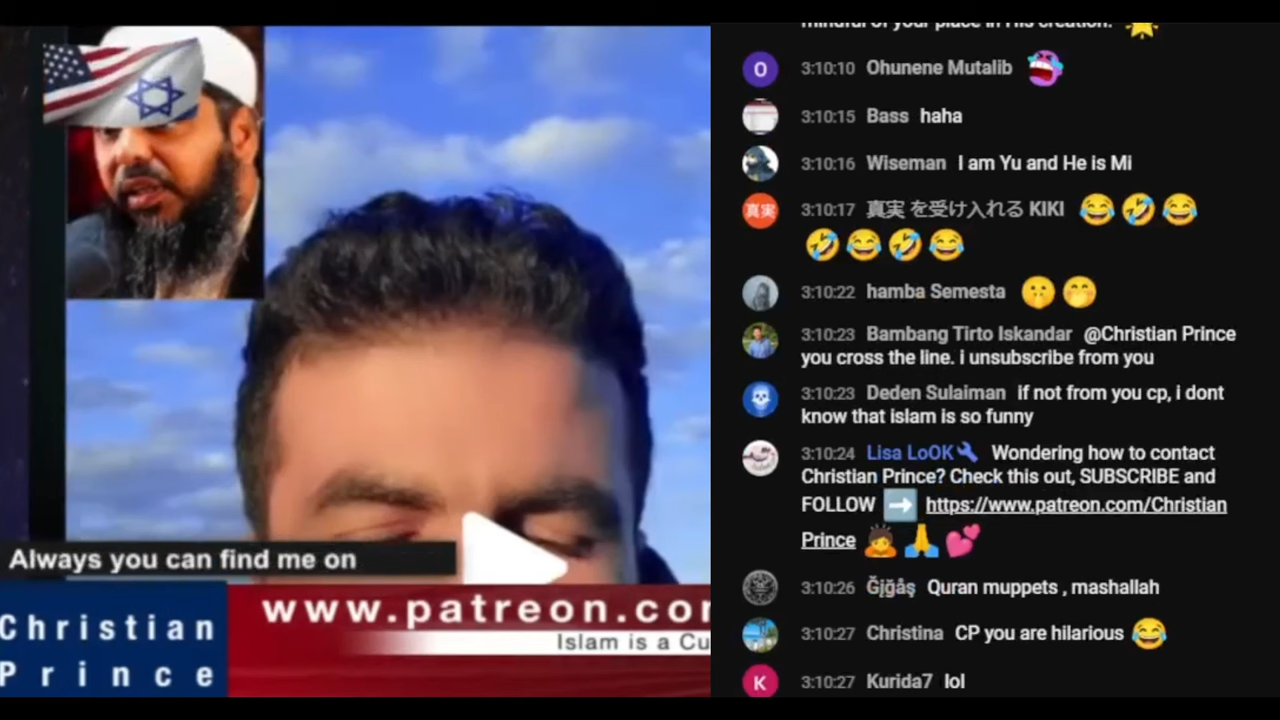 Always you can find me on
Christian
Prince
www.patreon.co
Islam is a Cu
mindful of your place in His creation.
O
3:10:10 Ohunene Mutalib
3:10:15 Bass haha
3:10:16 Wiseman I am Yu and He is Mi
真実 3:10:17 真実 を受け入れる KIKI
3:10:22 hamba Semesta
3:10:23 Bambang Tirto Iskandar @Christian Prince
you cross the line. i unsubscribe from you
3:10:23 Deden Sulaiman if not from you cp, i dont
know that islam is so funny
3:10:24 Lisa LoOK Wondering how to contact
Christian Prince? Check this out, SUBSCRIBE and
FOLLOW https://www.patreon.com/Christian
Prince
3:10:26 Ğįğåş Quran muppets , mashallah
3:10:27 Christina CP you are hilarious
K 3:10:27 Kurida7 lol